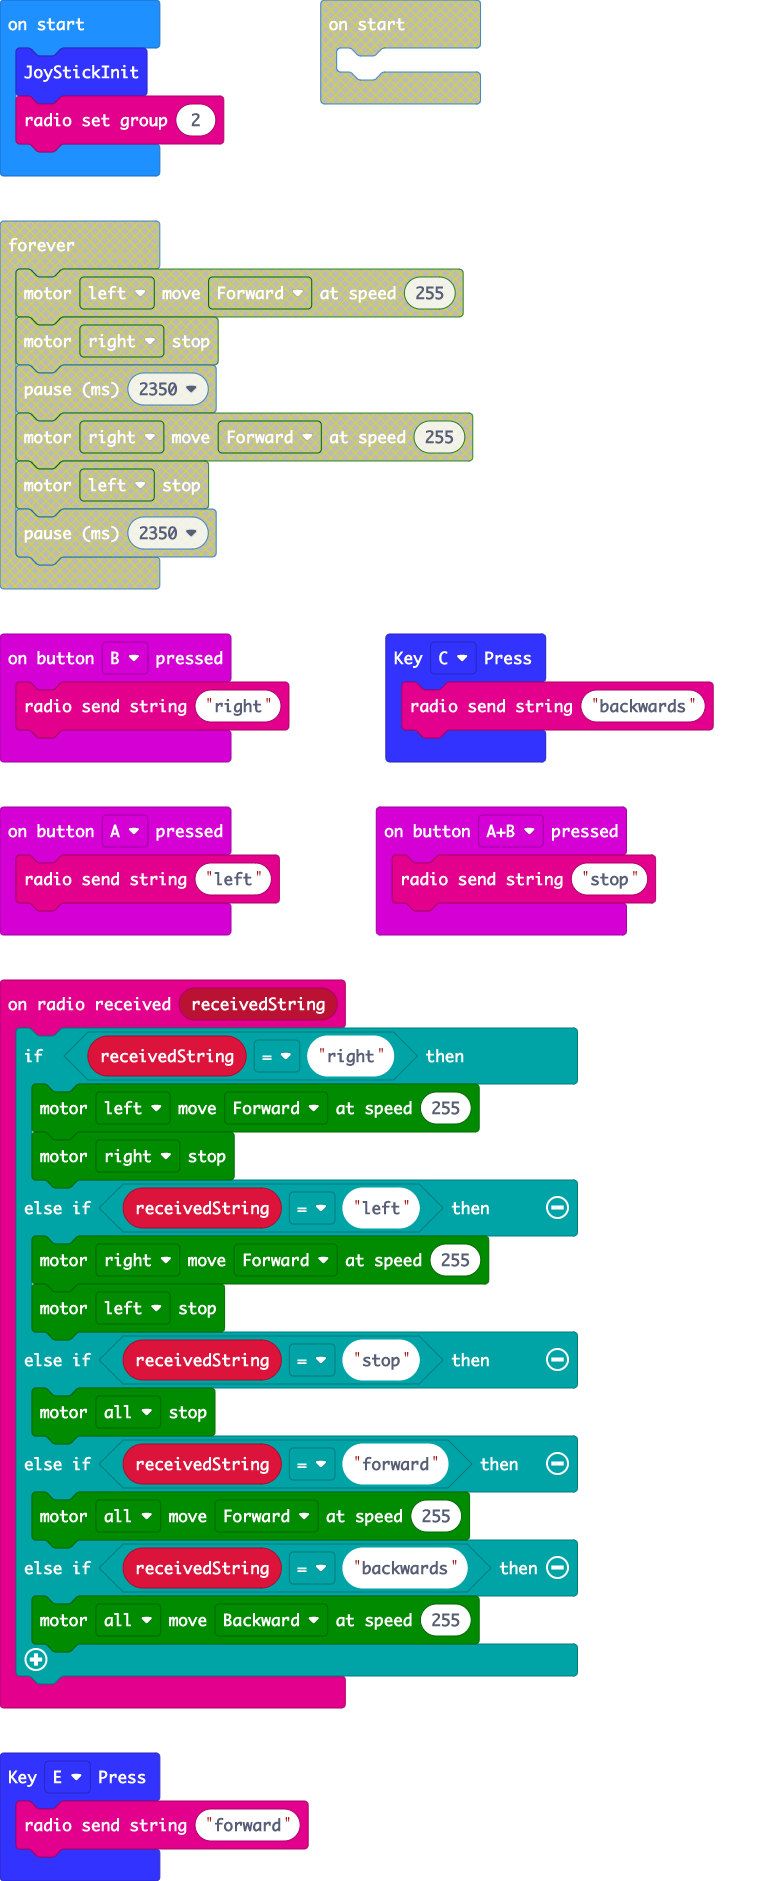 on start
JoyStickInit
radio set group 2
on start
forever
motor left move Forward at speed 255
motor right stop
pause (ms) 2350
motor right move Forward at speed 255
motor left stop
pause (ms) 2350
on button B pressed
radio send string "right"
Key C Press
radio send string "backwards"
on button A pressed
radio send string "left"
on button A+B pressed
radio send string "stop"
on radio received receivedString
if receivedString = "right" then
motor left move Forward at speed 255
motor right stop
else if receivedString = "left" then
motor right move Forward at speed 255
motor left stop
else if receivedString = "stop" then
motor all stop
else if receivedString = "forward" then
motor all move Forward at speed 255
else if receivedString = "backwards" then
motor all move Backward at speed 255
Key E Press
radio send string "forward"